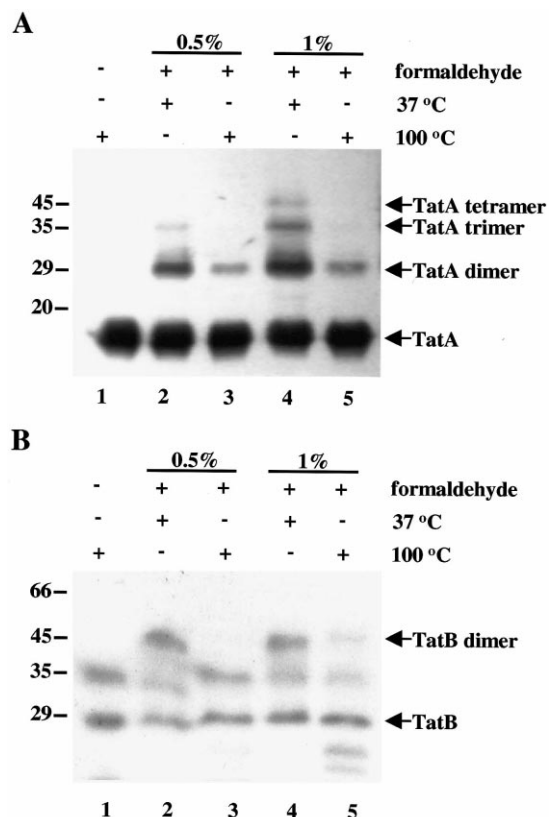 A
0.5% 1%
- + + + + formaldehyde
- + - + - 37 °C
+ - + - + 100 °C
45 TatA tetramer
35 TatA trimer
29 TatA dimer
20
TatA
1 2 3 4 5
B
0.5% 1%
- + + + + formaldehyde
- + - + - 37 °C
+ - + - + 100 °C
66
45 TatB dimer
35
29 TatB
1 2 3 4 5